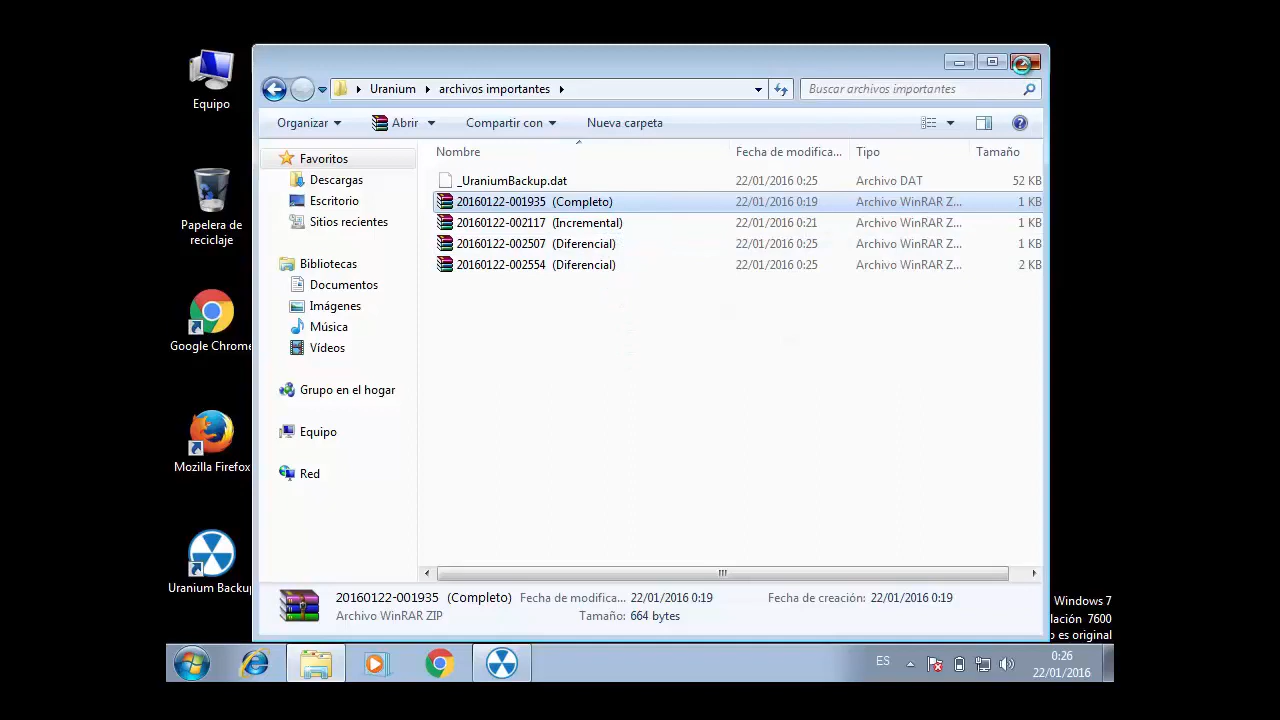 Equipo
Papelera de
reciclaje
Google Chrome
Mozilla Firefox
Uranium Backup
Uranium archivos importantes
Buscar archivos importantes
Organizar Abrir Compartir con Nueva carpeta
Favoritos
Descargas
Escritorio
Sitios recientes
Bibliotecas
Documentos
Imágenes
Música
Vídeos
Grupo en el hogar
Equipo
Red
Nombre Fecha de modifica... Tipo Tamaño
_UraniumBackup.dat 22/01/2016 0:25 Archivo DAT 52 KB
20160122-001935 (Completo) 22/01/2016 0:19 Archivo WinRAR Z... 1 KB
20160122-002117 (Incremental) 22/01/2016 0:21 Archivo WinRAR Z... 1 KB
20160122-002507 (Diferencial) 22/01/2016 0:25 Archivo WinRAR Z... 1 KB
20160122-002554 (Diferencial) 22/01/2016 0:25 Archivo WinRAR Z... 2 KB
20160122-001935 (Completo) Fecha de modifica... 22/01/2016 0:19 Fecha de creación: 22/01/2016 0:19
Archivo WinRAR ZIP Tamaño: 664 bytes
Windows 7
lación 7600
o es original
ES
0:26
22/01/2016